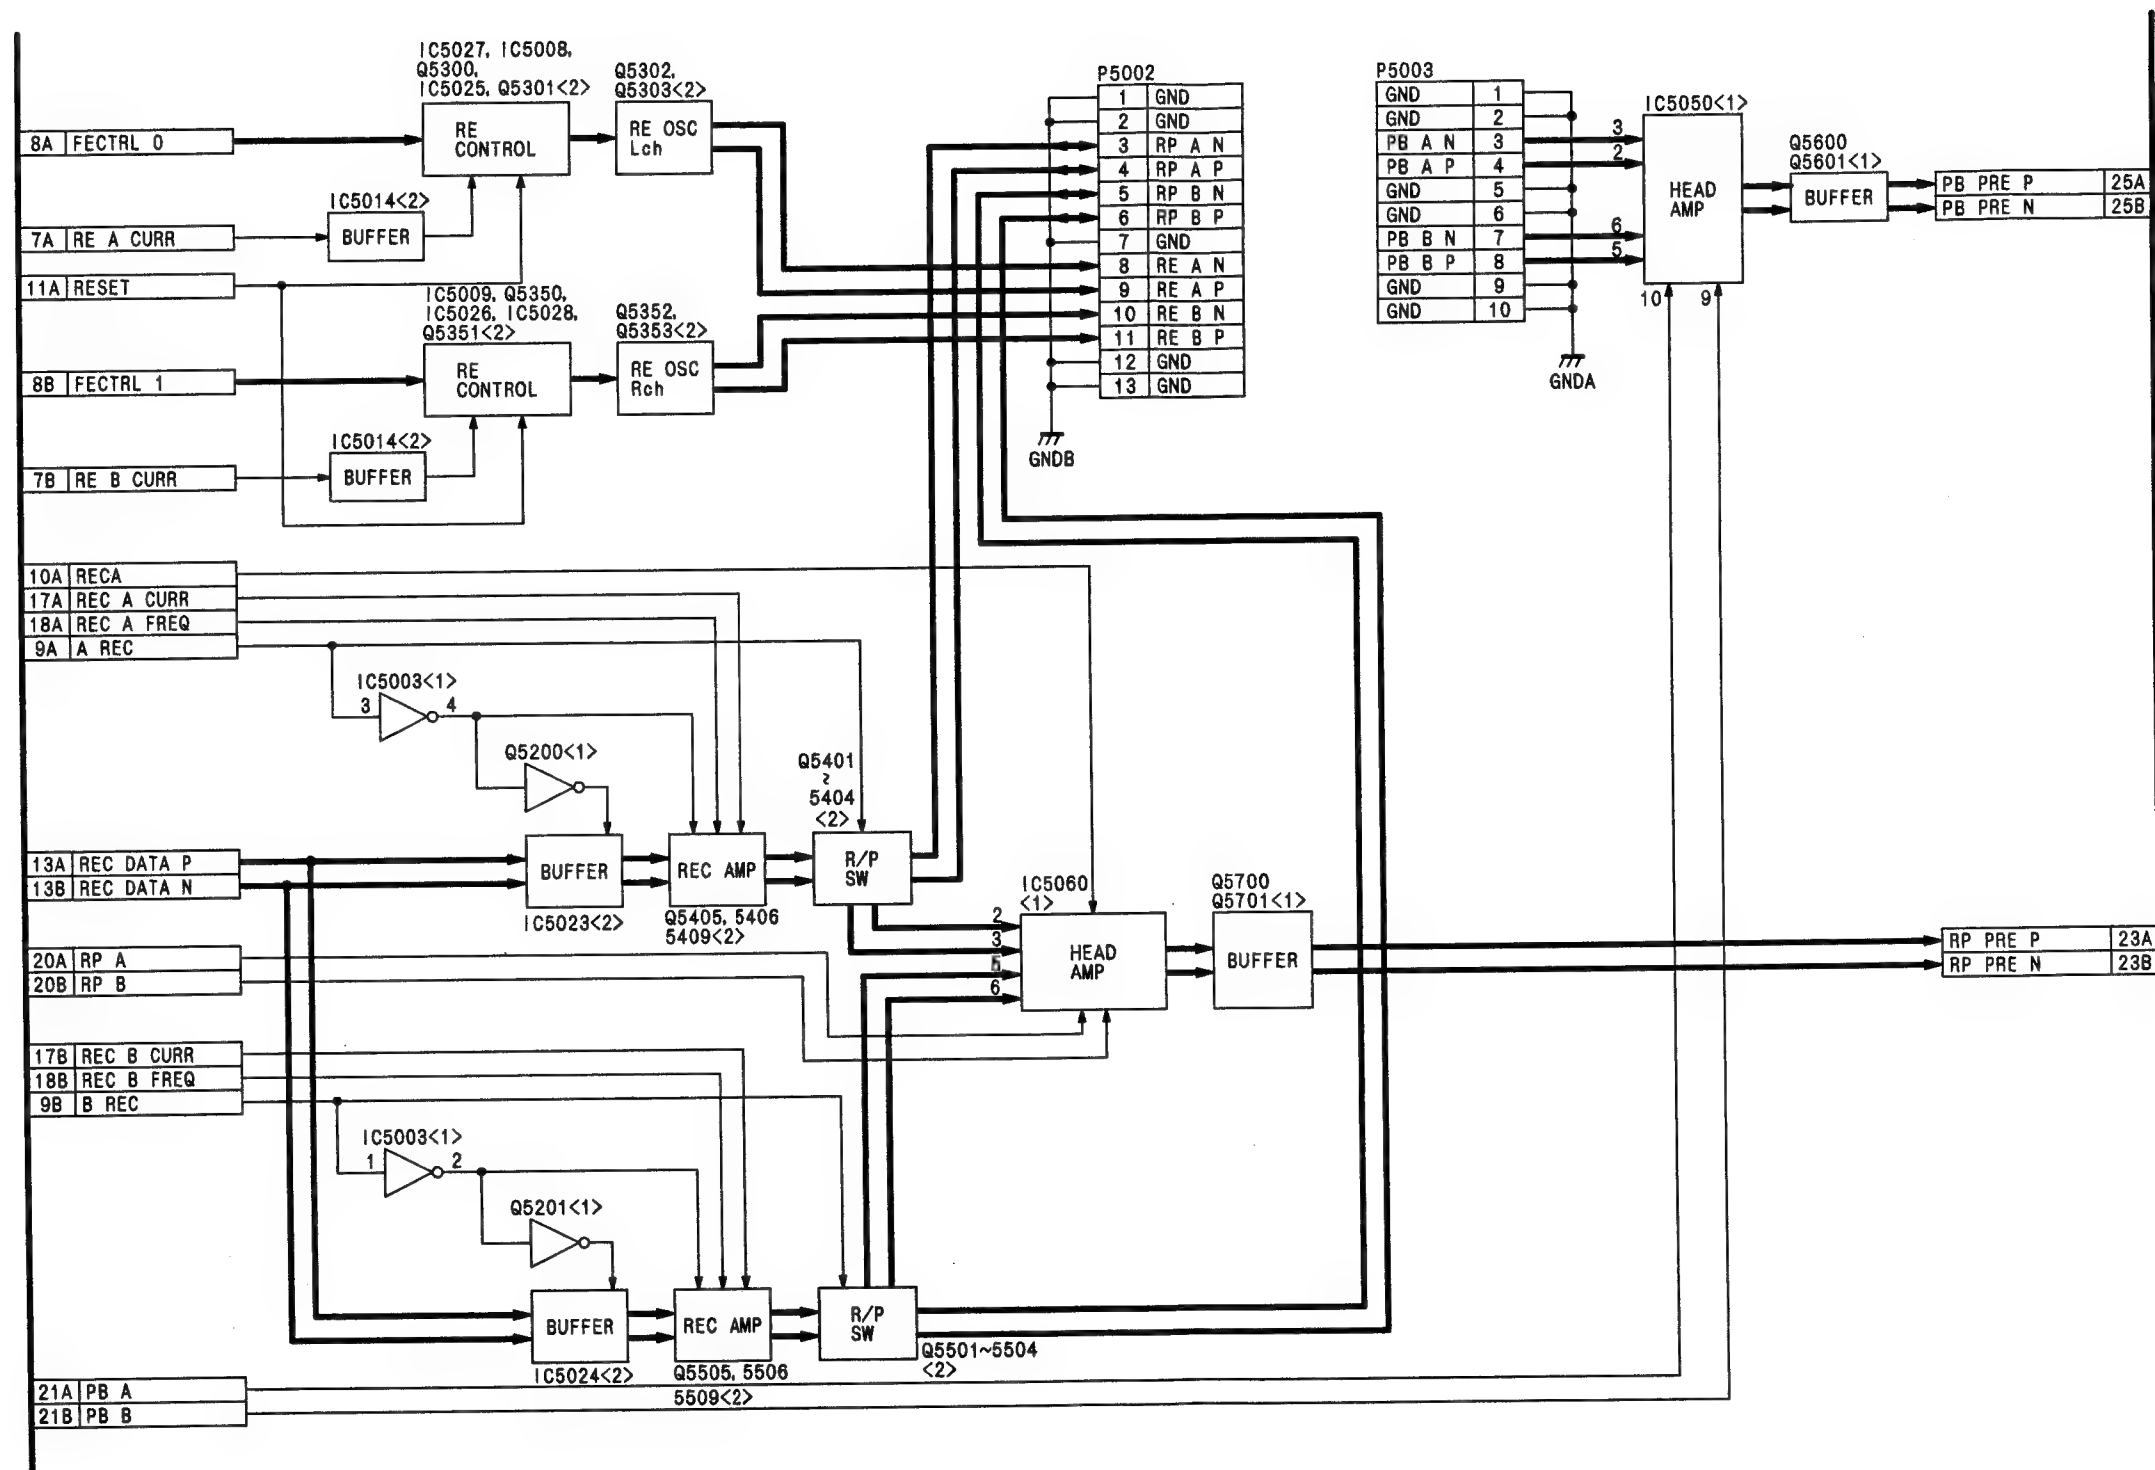 IC5027, IC5008,
Q5300,
IC5025, Q5301<2>
RE
CONTROL
Q5302,
Q5303<2>
RE OSC
Lch
8A FECTRL 0
IC5014<2>
BUFFER
7A RE A CURR
11A RESET
IC5009, Q5350,
IC5026, IC5028,
Q5351<2>
RE
CONTROL
Q5352,
Q5353<2>
RE OSC
Rch
8B FECTRL 1
IC5014<2>
BUFFER
7B RE B CURR
P5002
1 GND
2 GND
3 RP A N
4 RP A P
5 RP B N
6 RP B P
7 GND
8 RE A N
9 RE A P
10 RE B N
11 RE B P
12 GND
13 GND
GNDB
P5003
GND 1
GND 2
PB A N 3
PB A P 4
GND 5
GND 6
PB B N 7
PB B P 8
GND 9
GND 10
GNDA
IC5050<1>
3
2
6
5
HEAD
AMP
10 9
Q5600
Q5601<1>
BUFFER
PB PRE P 25A
PB PRE N 25B
10A RECA
17A REC A CURR
18A REC A FREQ
9A A REC
IC5003<1>
3 4
Q5200<1>
Q5401
~
5404
<2>
13A REC DATA P
13B REC DATA N
BUFFER
IC5023<2>
REC AMP
Q5405, 5406
5409<2>
R/P
SW
20A RP A
20B RP B
IC5060
<1>
2
3
5
6
HEAD
AMP
Q5700
Q5701<1>
BUFFER
RP PRE P 23A
RP PRE N 23B
17B REC B CURR
18B REC B FREQ
9B B REC
IC5003<1>
1 2
Q5201<1>
BUFFER
IC5024<2>
REC AMP
Q5505, 5506
5509<2>
R/P
SW
Q5501~5504
<2>
21A PB A
21B PB B